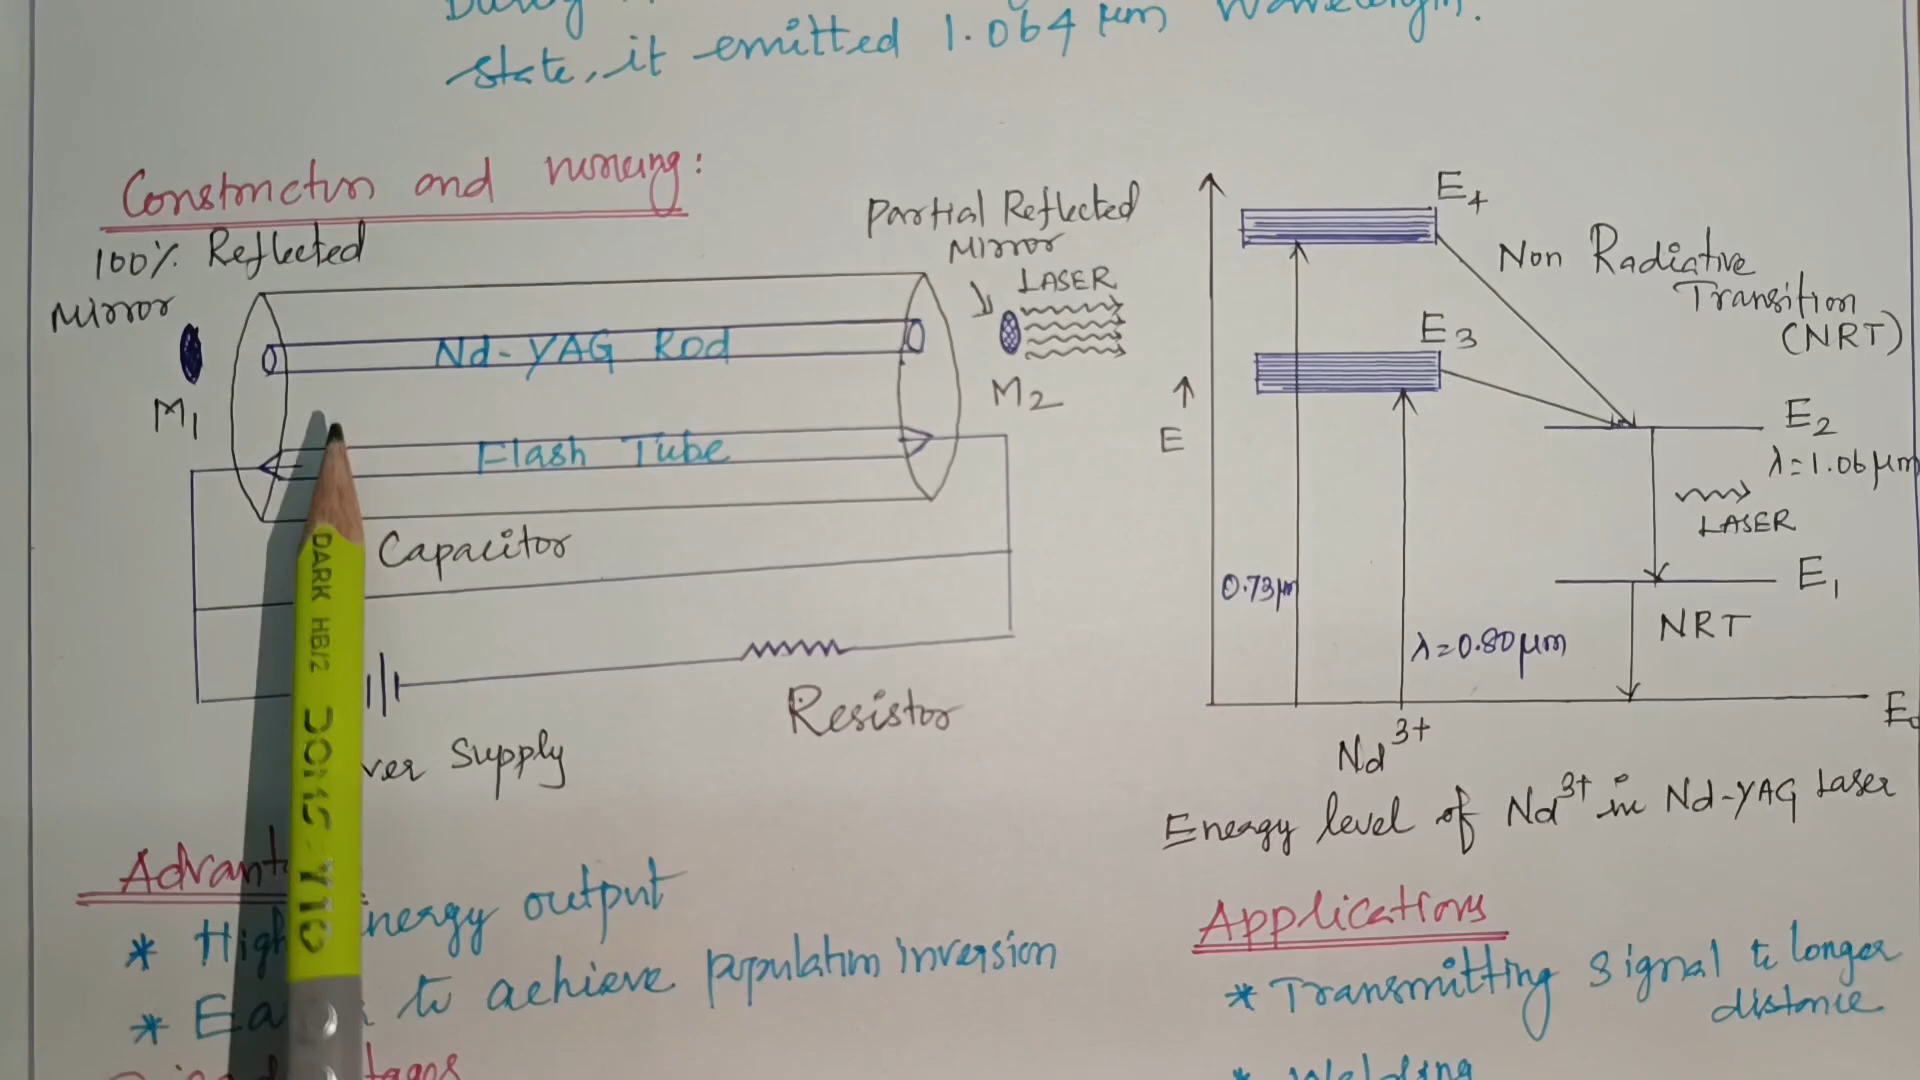 state, it emitted 1.064 μm wavelength.
Construction and working:
100% Reflected
Mirror
M1
Nd-YAG Rod
Flash Tube
Partial Reflected
Mirror
LASER
M2
Capacitor
Resistor
Supply
E4
Non Radiative
Transition
(NRT)
E3
E
E2
λ=1.06μm
LASER
E1
0.73μm
NRT
λ=0.80μm
Nd3+
Energy level of Nd3+ in Nd-YAG Laser
* High energy output
* to achieve population inversion
Applications
* Transmitting signal to longer
distance
* Welding
DARK HB/2 DOMS